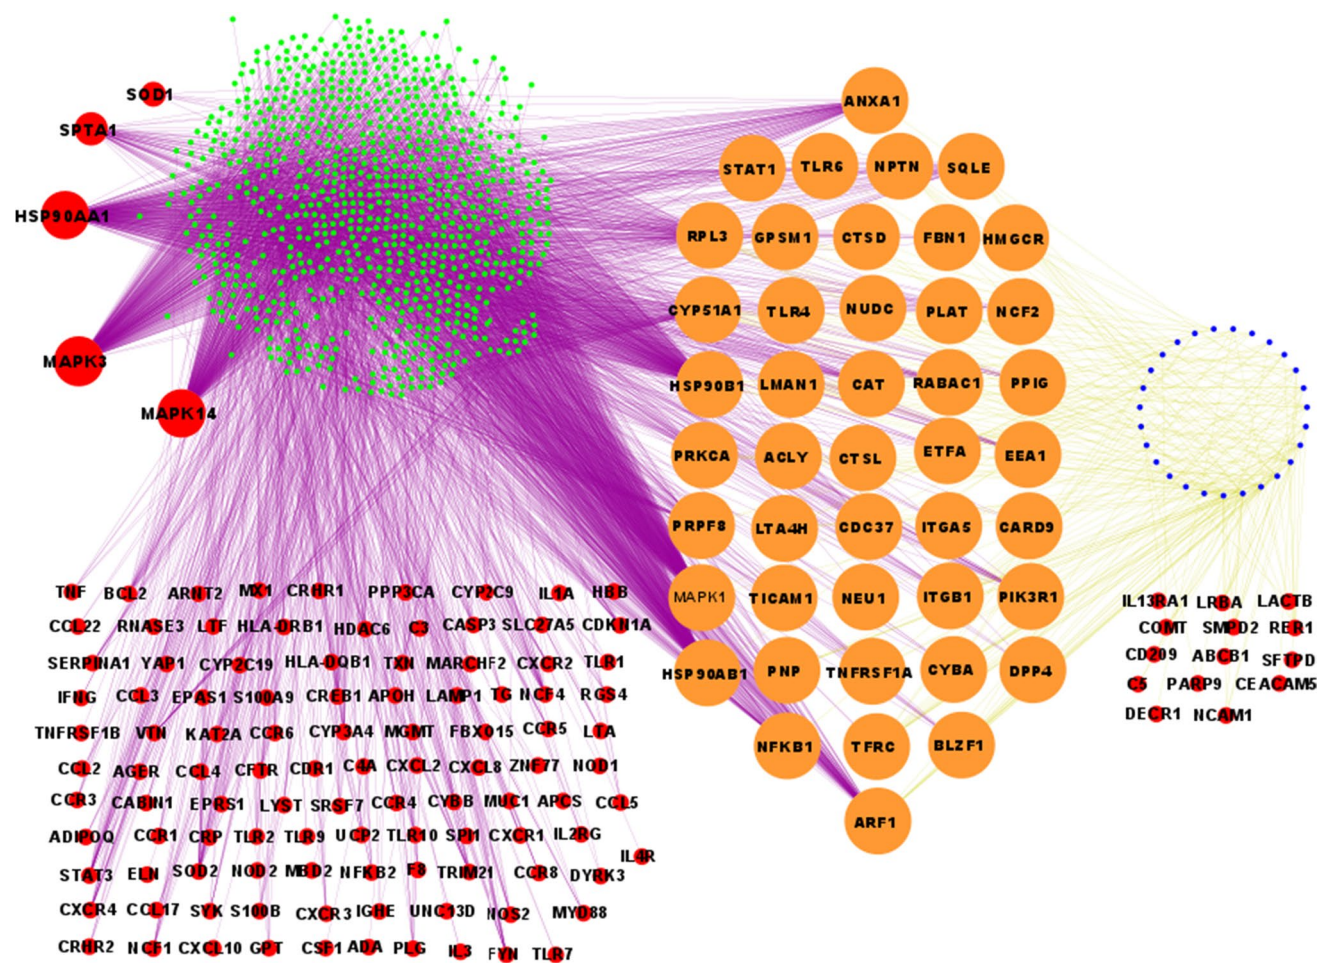 SOD1
SPTA1
HSP90AA1
MAPK3
MAPK14
ANXA1
STAT1 TLR6 NPTN SQLE
RPL3 GPSM1 CTSD FBN1 HMGCR
CYP51A1 TLR4 NUDC PLAT NCF2
HSP90B1 LMAN1 CAT RABAC1 PPIG
PRKCA ACLY CTSL ETFA EEA1
PRPF8 LTA4H CDC37 ITGA5 CARD9
MAPK1 TICAM1 NEU1 ITGB1 PIK3R1
HSP90AB1 PNP TNFRSF1A CYBA DPP4
NFKB1 TFRC BLZF1
ARF1
TNF BCL2 ARNT2 MX1 CRHR1 PPP3CA CYP2C9 IL1A HBB
CCL22 RNASE3 LTF HLA-DRB1 HDAC6 C3 CASP3 SLC27A5 CDKN1A
SERPINA1 YAP1 CYP2C19 HLA-DQB1 TXN MARCHF2 CXCR2 TLR1
IFNG CCL3 EPAS1 S100A9 CREB1 APOH LAMP1 TG NCF4 RGS4
TNFRSF1B VTN KAT2A CCR6 CYP3A4 MGMT FBXO15 CCR5 LTA
CCL2 AGER CCL4 CFTR CDR1 C4A CXCL2 CXCL8 ZNF77 NOD1
CCR3 CABIN1 EPRS1 LYST SRSF7 CCR4 CYBB MUC1 APCS CCL5
ADIPOQ CCR1 CRP TLR2 TLR9 UCP2 TLR10 SPI1 CXCR1 IL2RG
IL4R
STAT3 ELN SOD2 NOD2 MBD2 NFKB2 F8 TRIM21 CCR8 DYRK3
CXCR4 CCL17 SYK S100B CXCR3 IGHE UNC13D NOS2 MYD88
CRHR2 NCF1 CXCL10 GPT CSF1 ADA PLG IL3 FYN TLR7
IL13RA1 LRBA LACTB
COMT SMPD2 RER1
CD209 ABCB1 SFTPD
C5 PARP9 CEACAM5
DECR1 NCAM1